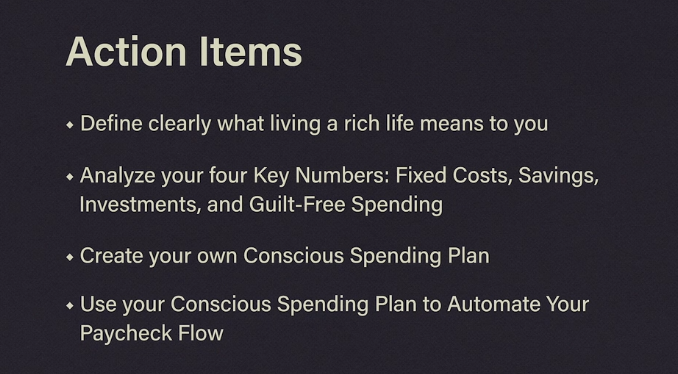 Action Items
⬥ Define clearly what living a rich life means to you
⬥ Analyze your four Key Numbers: Fixed Costs, Savings,
Investments, and Guilt-Free Spending
⬥ Create your own Conscious Spending Plan
⬥ Use your Conscious Spending Plan to Automate Your
Paycheck Flow